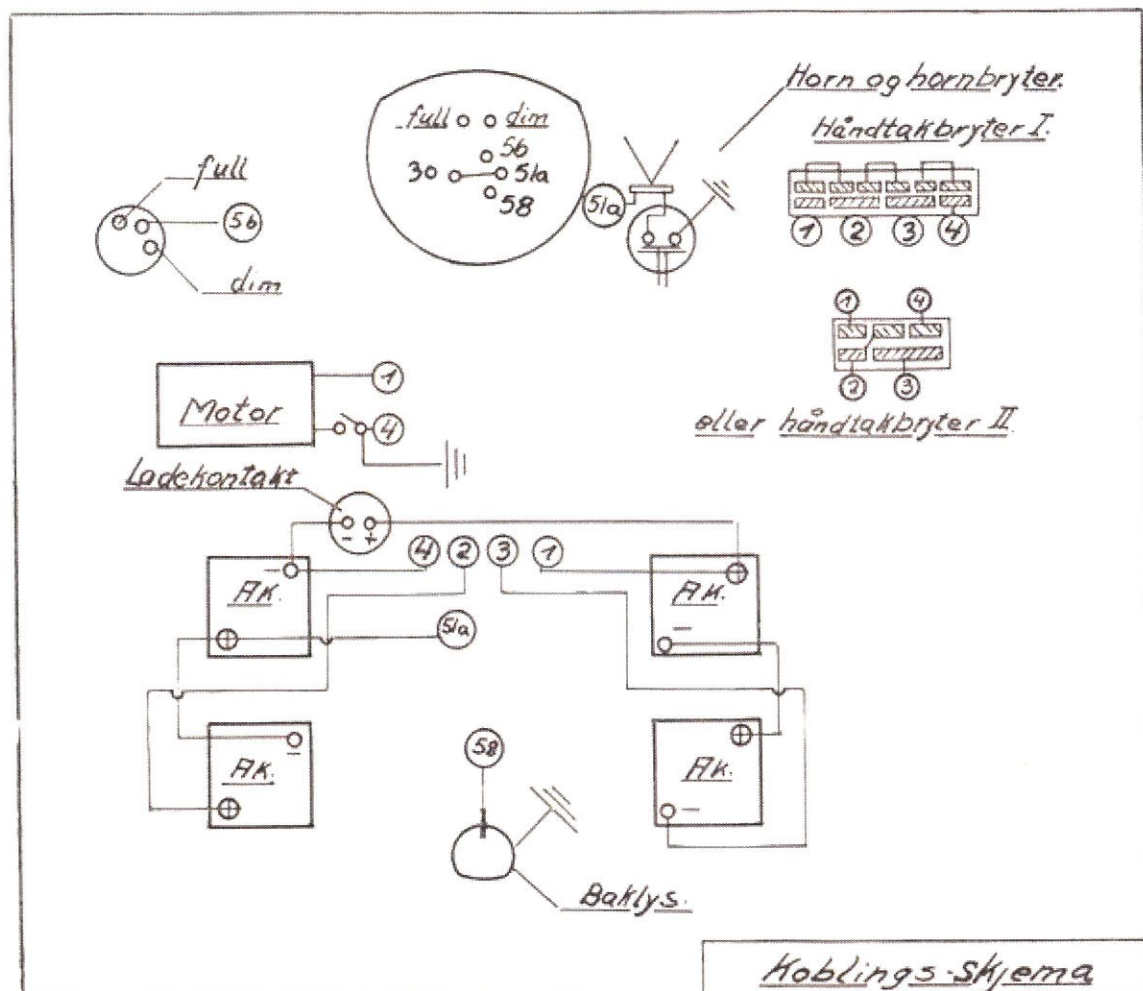 Horn og hornbryter.
Håndtakbryter I.
full dim
56
30 51a
58
51a
1 2 3 4
full
56
dim
1 4
2 3
eller håndtakbryter II
Motor
1
4
Ladekontakt
- +
4 2 3 1
- AK.
AK.
-
51a
AK.
-
AK.
-
58
Baklys.
Koblings-Skjema